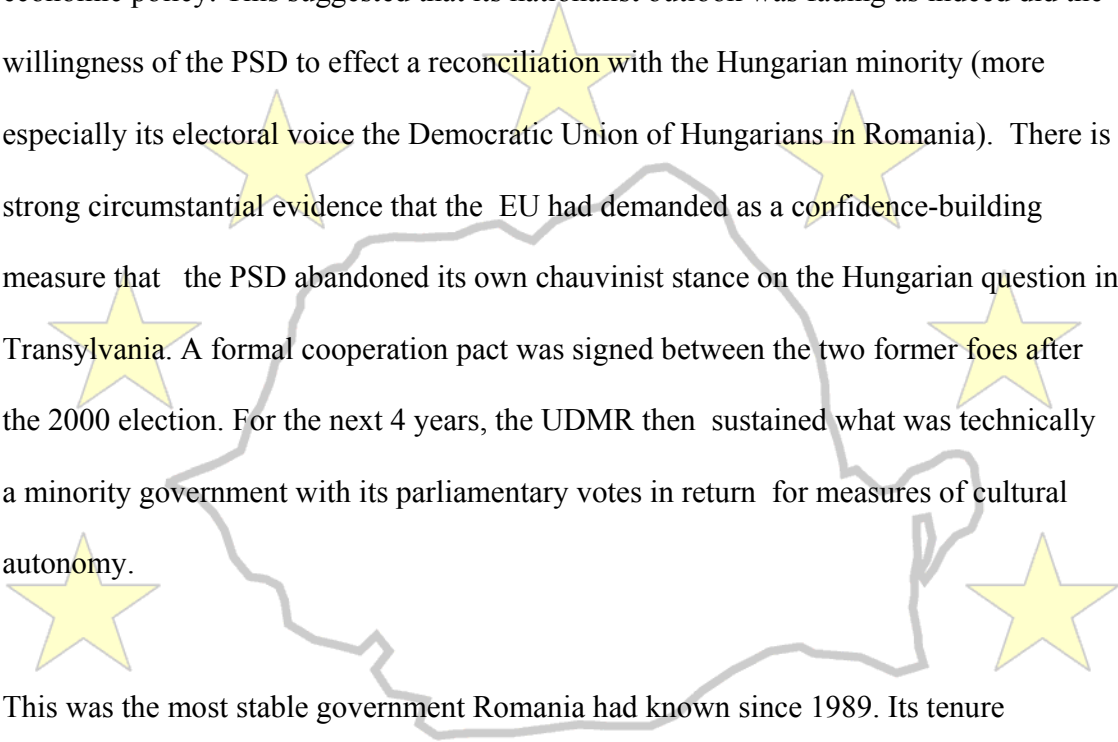 economic policy. This suggested that its nationalist outlook was fading as indeed did the
willingness of the PSD to effect a reconciliation with the Hungarian minority (more
especially its electoral voice the Democratic Union of Hungarians in Romania).  There is
strong circumstantial evidence that the  EU had demanded as a confidence-building
measure that   the PSD abandoned its own chauvinist stance on the Hungarian question in
Transylvania. A formal cooperation pact was signed between the two former foes after
the 2000 election. For the next 4 years, the UDMR then  sustained what was technically
a minority government with its parliamentary votes in return  for measures of cultural
autonomy.
This was the most stable government Romania had known since 1989. Its tenure